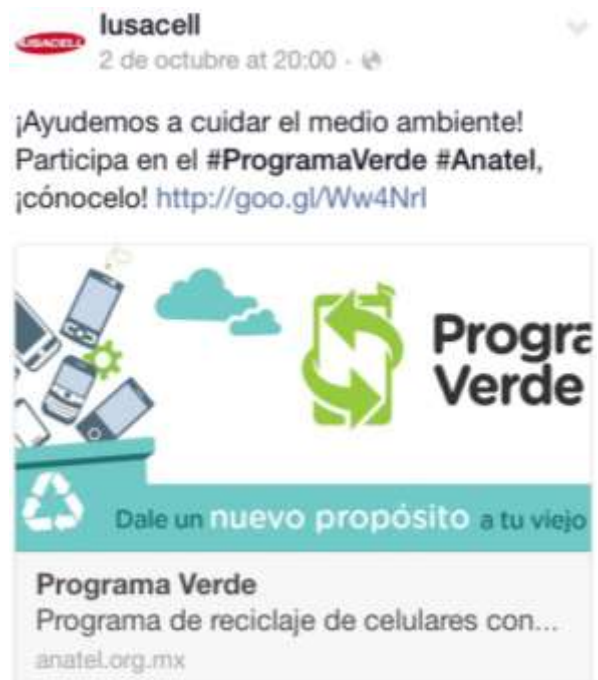 IUSACELL
Iusacell
2 de octubre at 20:00 ·
¡Ayudemos a cuidar el medio ambiente!
Participa en el #ProgramaVerde #Anatel,
¡cónocelo! http://goo.gl/Ww4NrI
Progra
Verde
Dale un nuevo propósito a tu viejo
Programa Verde
Programa de reciclaje de celulares con...
anatel.org.mx